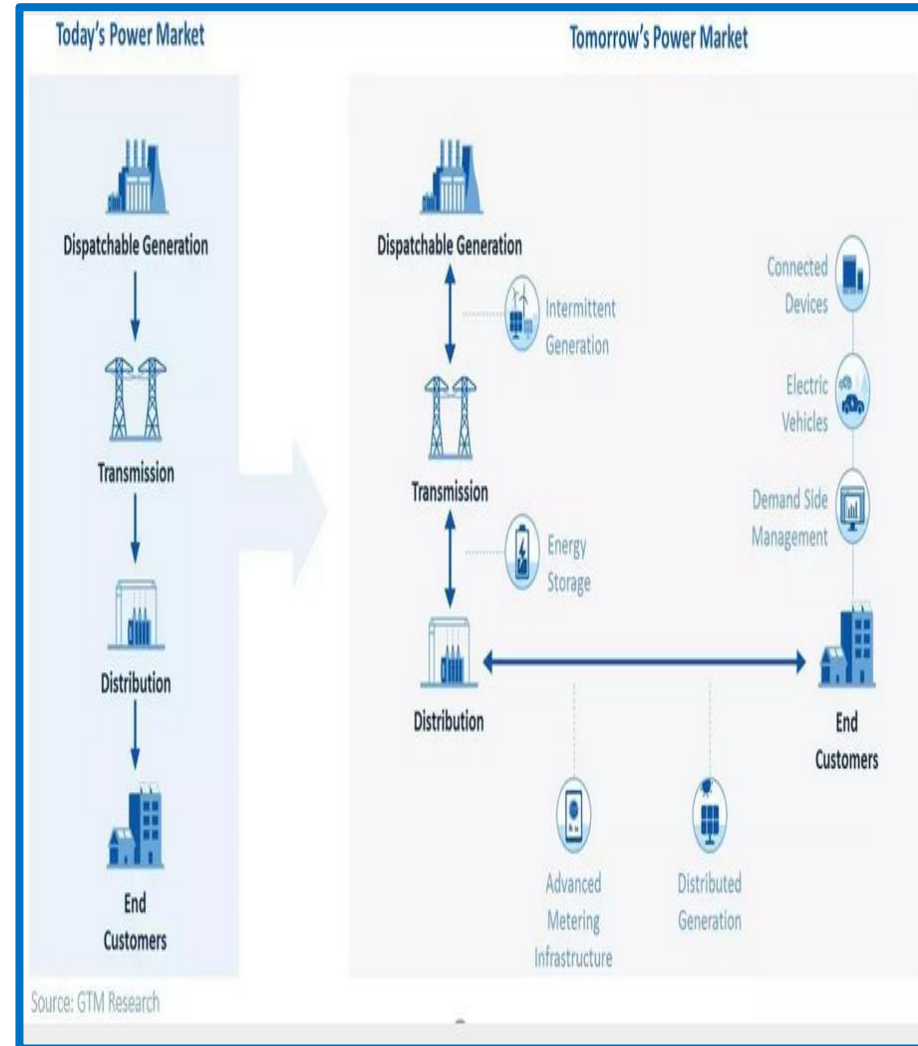 Today's Power Market
Dispatchable Generation
Transmission
Distribution
End
Customers
Source: GTM Research
Tomorrow's Power Market
Dispatchable Generation
Intermittent
Generation
Transmission
Energy
Storage
Distribution
Connected
Devices
Electric
Vehicles
Demand Side
Management
End
Customers
Advanced
Metering
Infrastructure
Distributed
Generation